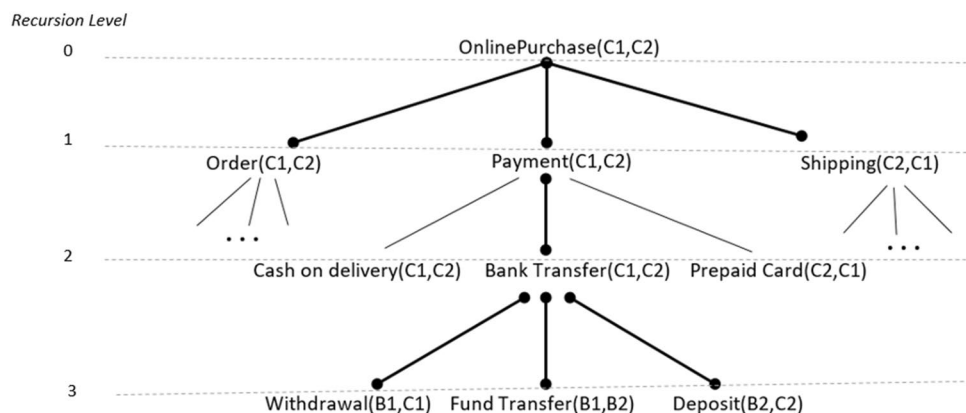 Recursion Level
0
OnlinePurchase(C1,C2)
1
Order(C1,C2) Payment(C1,C2) Shipping(C2,C1)
... ...
2
Cash on delivery(C1,C2) Bank Transfer(C1,C2) Prepaid Card(C2,C1)
3
Withdrawal(B1,C1) Fund Transfer(B1,B2) Deposit(B2,C2)